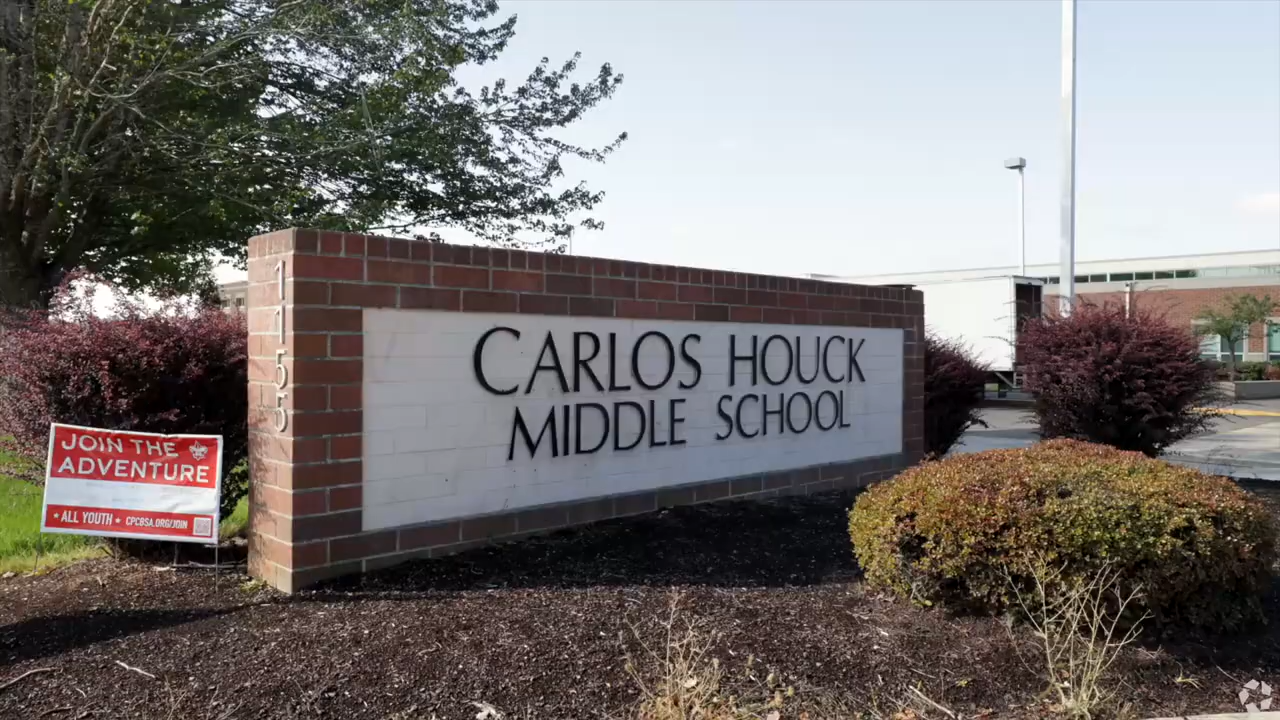 1155
CARLOS HOUCK
MIDDLE SCHOOL
JOIN THE
ADVENTURE
ALL YOUTH CPCBSA.ORG/JOIN